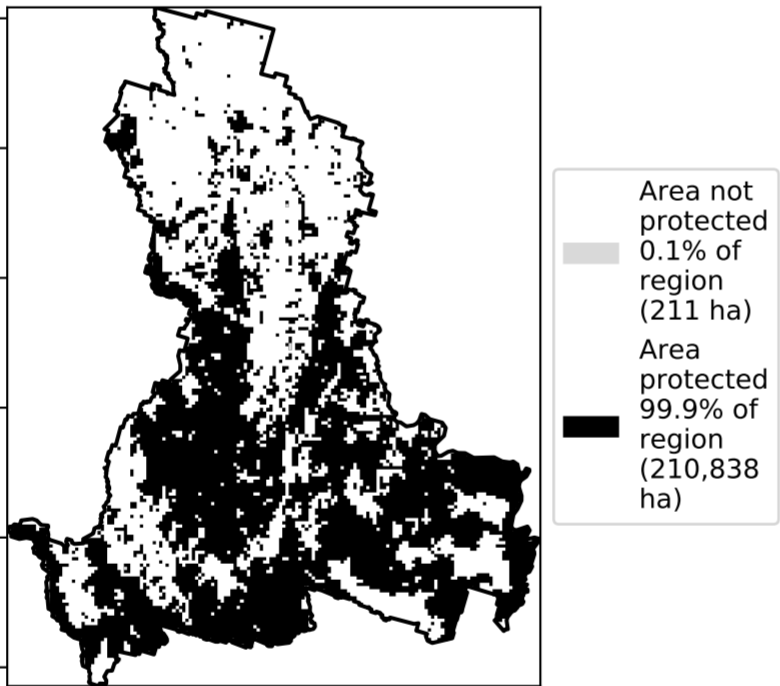 Area not
protected
0.1% of
region
(211 ha)
Area
protected
99.9% of
region
(210,838
ha)